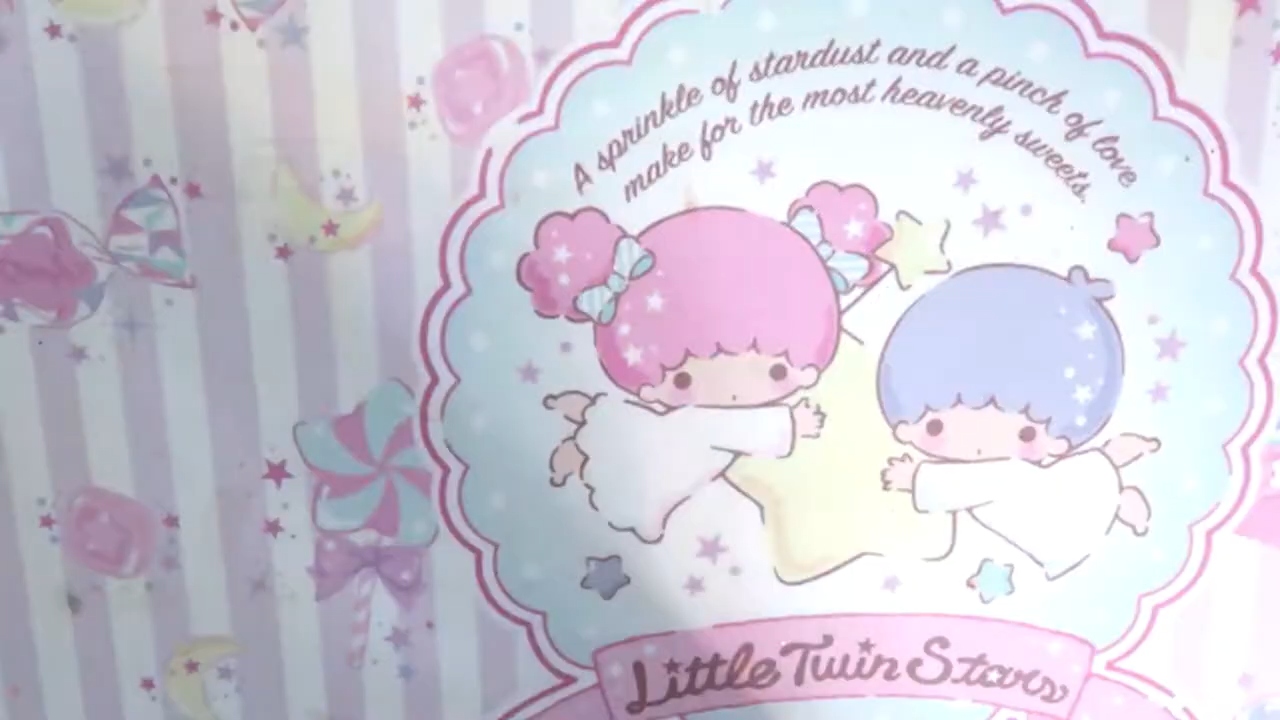 A sprinkle of stardust and a pinch of love
make for the most heavenly sweets.
Little Twin Stars